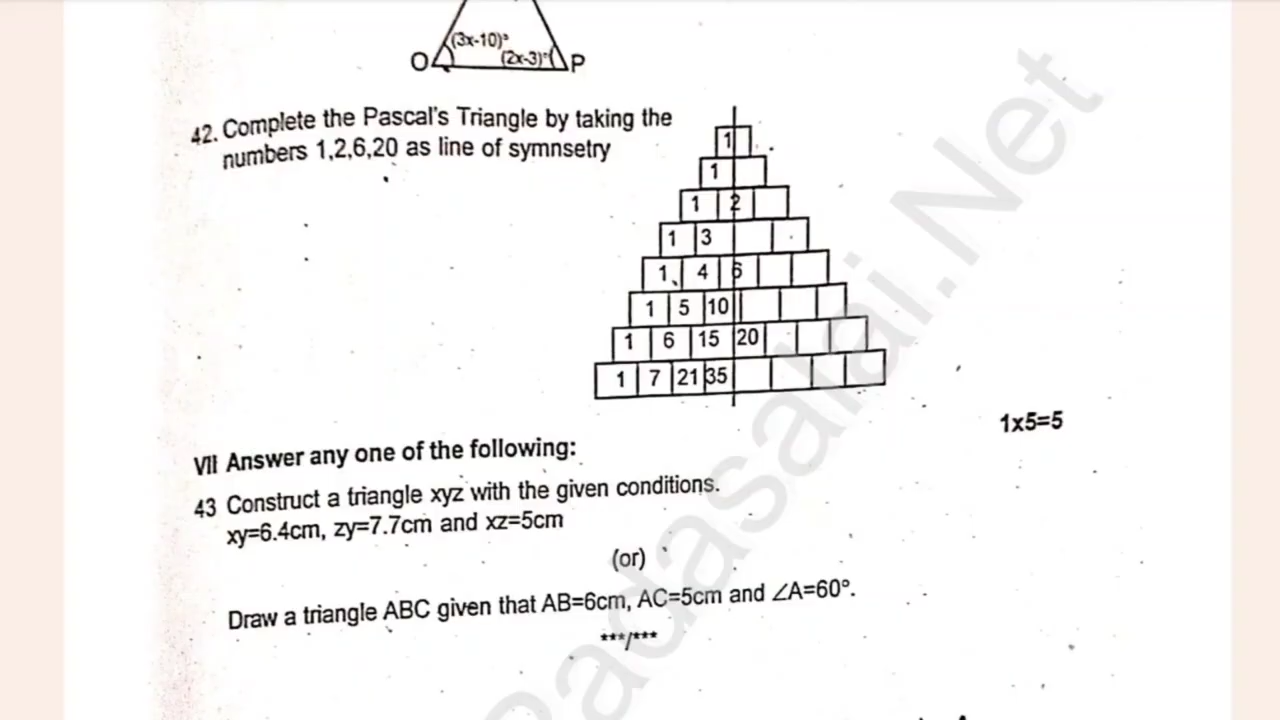 (3x-10)°
O
(2x-3)°
P
42. Complete the Pascal's Triangle by taking the
numbers 1,2,6,20 as line of symnsetry
1
1
1 2
1 3
1 4 6
1 5 10
1 6 15 20
1 7 21 35
1x5=5
VII Answer any one of the following:
43 Construct a triangle xyz with the given conditions.
xy=6.4cm, zy=7.7cm and xz=5cm
(or)
Draw a triangle ABC given that AB=6cm, AC=5cm and ∠A=60°.
***/***
Padasalai.Net